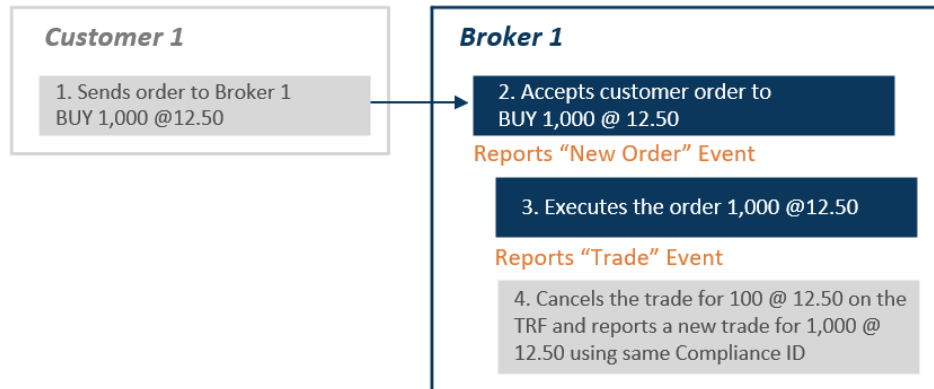 Customer 1
1. Sends order to Broker 1
BUY 1,000 @12.50
Broker 1
2. Accepts customer order to
BUY 1,000 @ 12.50
Reports “New Order” Event
3. Executes the order 1,000 @12.50
Reports “Trade” Event
4. Cancels the trade for 100 @ 12.50 on the
TRF and reports a new trade for 1,000 @
12.50 using same Compliance ID